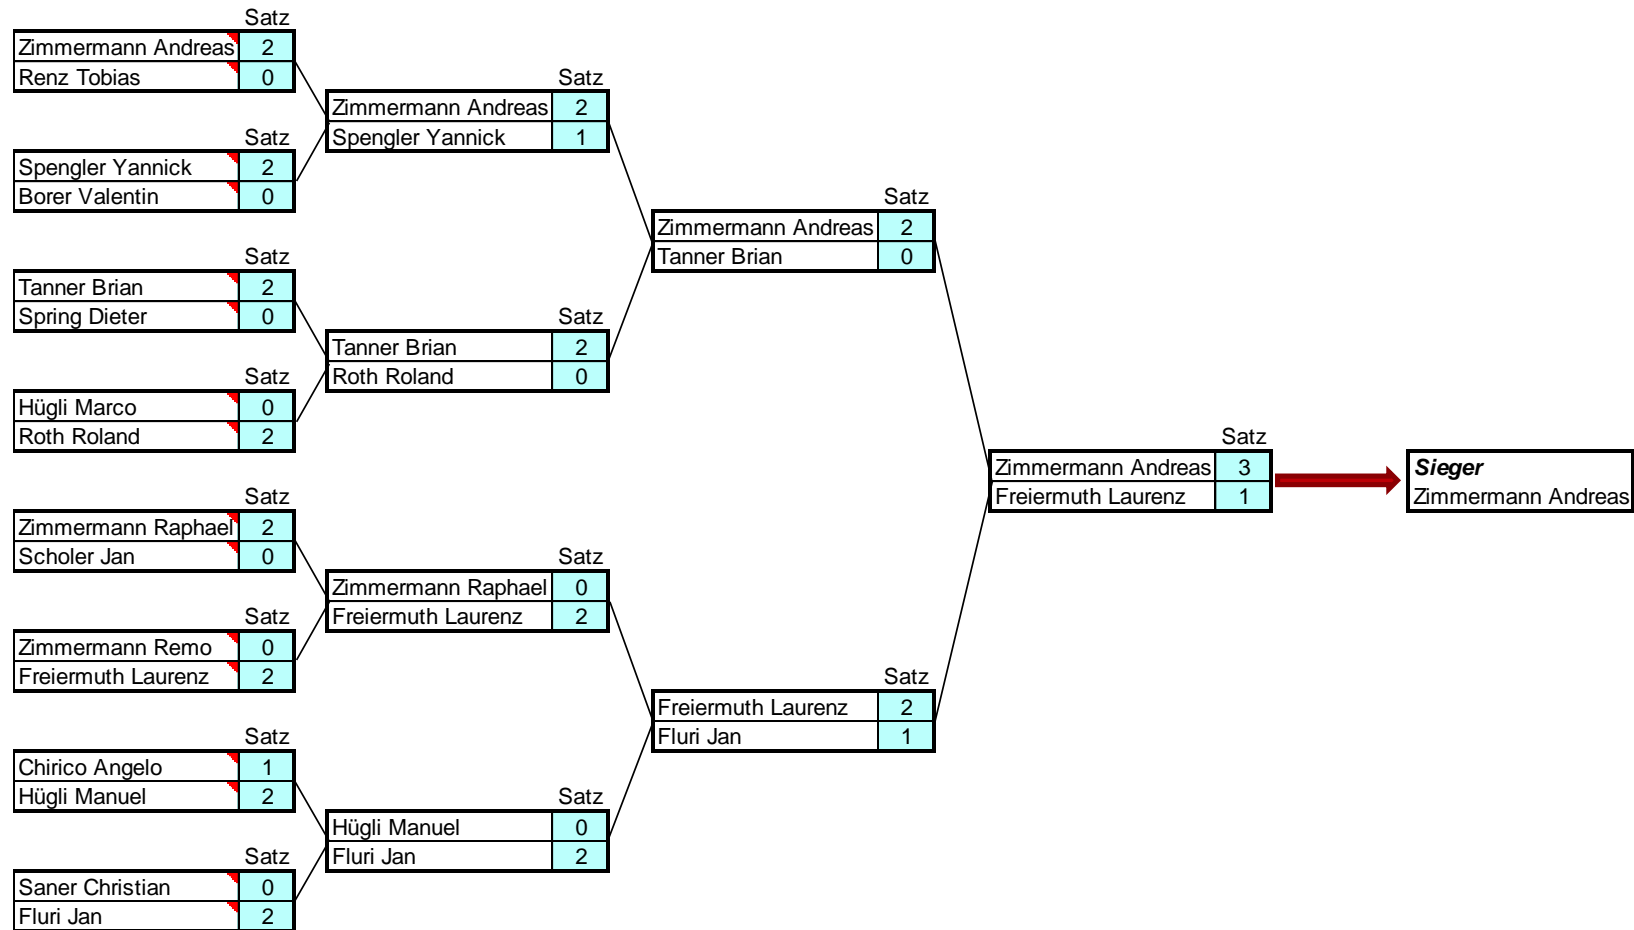 Satz
Zimmermann Andreas 2
Renz Tobias 0
Satz
Spengler Yannick 2
Borer Valentin 0
Satz
Tanner Brian 2
Spring Dieter 0
Satz
Hügli Marco 0
Roth Roland 2
Satz
Zimmermann Raphael 2
Scholer Jan 0
Satz
Zimmermann Remo 0
Freiermuth Laurenz 2
Satz
Chirico Angelo 1
Hügli Manuel 2
Satz
Saner Christian 0
Fluri Jan 2
Satz
Zimmermann Andreas 2
Spengler Yannick 1
Satz
Tanner Brian 2
Roth Roland 0
Satz
Zimmermann Raphael 0
Freiermuth Laurenz 2
Satz
Hügli Manuel 0
Fluri Jan 2
Satz
Zimmermann Andreas 2
Tanner Brian 0
Satz
Freiermuth Laurenz 2
Fluri Jan 1
Satz
Zimmermann Andreas 3
Freiermuth Laurenz 1
Sieger
Zimmermann Andreas